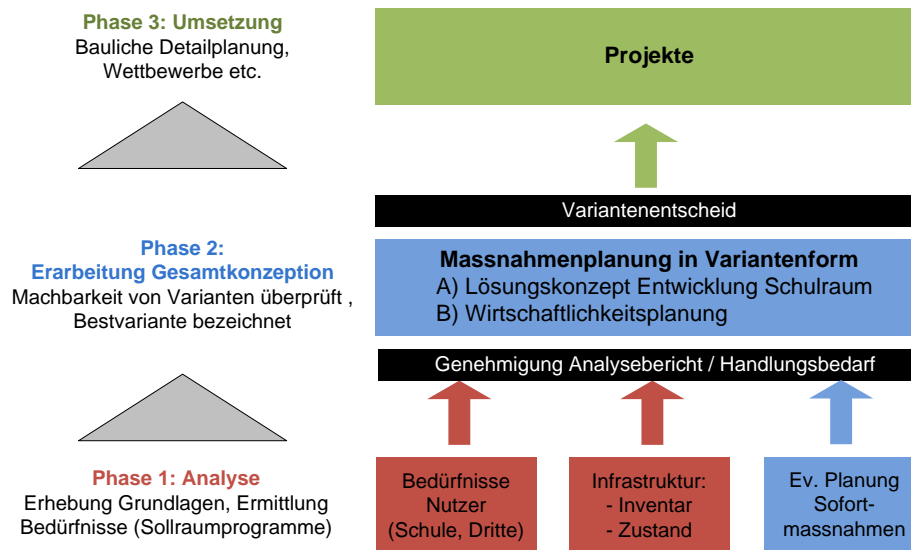 Phase 3: Umsetzung
Bauliche Detailplanung,
Wettbewerbe etc.
Projekte
Variantenentscheid
Phase 2:
Erarbeitung Gesamtkonzeption
Machbarkeit von Varianten überprüft ,
Bestvariante bezeichnet
Massnahmenplanung in Variantenform
A) Lösungskonzept Entwicklung Schulraum
B) Wirtschaftlichkeitsplanung
Genehmigung Analysebericht / Handlungsbedarf
Phase 1: Analyse
Erhebung Grundlagen, Ermittlung
Bedürfnisse (Sollraumprogramme)
Bedürfnisse
Nutzer
(Schule, Dritte)
Infrastruktur:
- Inventar
- Zustand
Ev. Planung
Sofort-
massnahmen